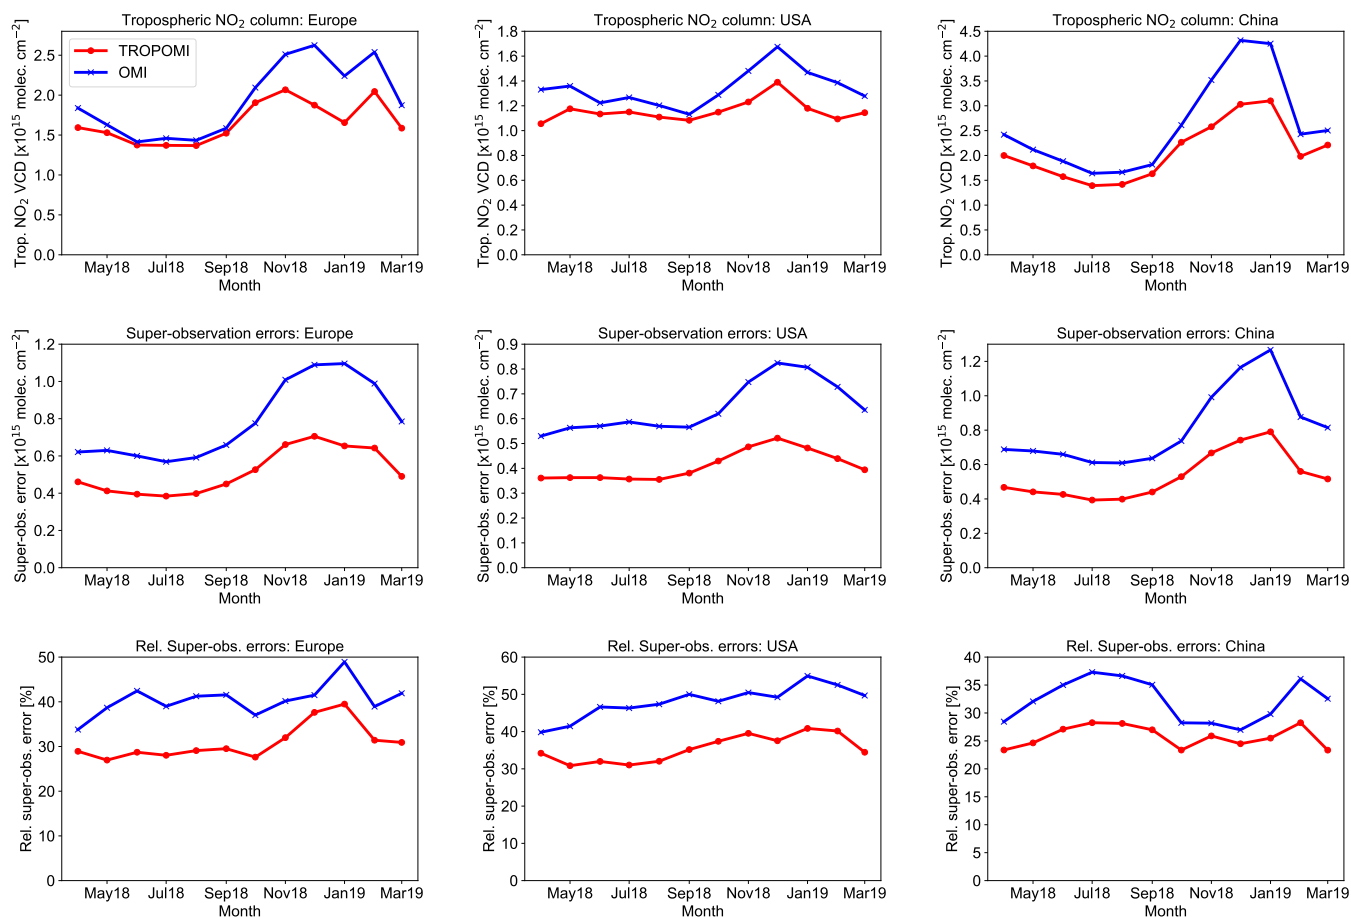 Tropospheric NO₂ column: Europe
Trop. NO₂ VCD [x10¹⁵ molec. cm⁻²]
2.5
2.0
1.5
1.0
0.5
0.0
TROPOMI
OMI
May18 Jul18 Sep18 Nov18 Jan19 Mar19
Month
Tropospheric NO₂ column: USA
Trop. NO₂ VCD [x10¹⁵ molec. cm⁻²]
1.8
1.6
1.4
1.2
1.0
0.8
0.6
0.4
0.2
0.0
May18 Jul18 Sep18 Nov18 Jan19 Mar19
Month
Tropospheric NO₂ column: China
Trop. NO₂ VCD [x10¹⁵ molec. cm⁻²]
4.5
4.0
3.5
3.0
2.5
2.0
1.5
1.0
0.5
0.0
May18 Jul18 Sep18 Nov18 Jan19 Mar19
Month
Super-observation errors: Europe
Super-obs. error [x10¹⁵ molec. cm⁻²]
1.2
1.0
0.8
0.6
0.4
0.2
0.0
May18 Jul18 Sep18 Nov18 Jan19 Mar19
Month
Super-observation errors: USA
Super-obs. error [x10¹⁵ molec. cm⁻²]
0.9
0.8
0.7
0.6
0.5
0.4
0.3
0.2
0.1
0.0
May18 Jul18 Sep18 Nov18 Jan19 Mar19
Month
Super-observation errors: China
Super-obs. error [x10¹⁵ molec. cm⁻²]
1.2
1.0
0.8
0.6
0.4
0.2
0.0
May18 Jul18 Sep18 Nov18 Jan19 Mar19
Month
Rel. Super-obs. errors: Europe
Rel. super-obs. error [%]
50
40
30
20
10
0
May18 Jul18 Sep18 Nov18 Jan19 Mar19
Month
Rel. Super-obs. errors: USA
Rel. super-obs. error [%]
60
50
40
30
20
10
0
May18 Jul18 Sep18 Nov18 Jan19 Mar19
Month
Rel. Super-obs. errors: China
Rel. super-obs. error [%]
40
35
30
25
20
15
10
5
0
May18 Jul18 Sep18 Nov18 Jan19 Mar19
Month